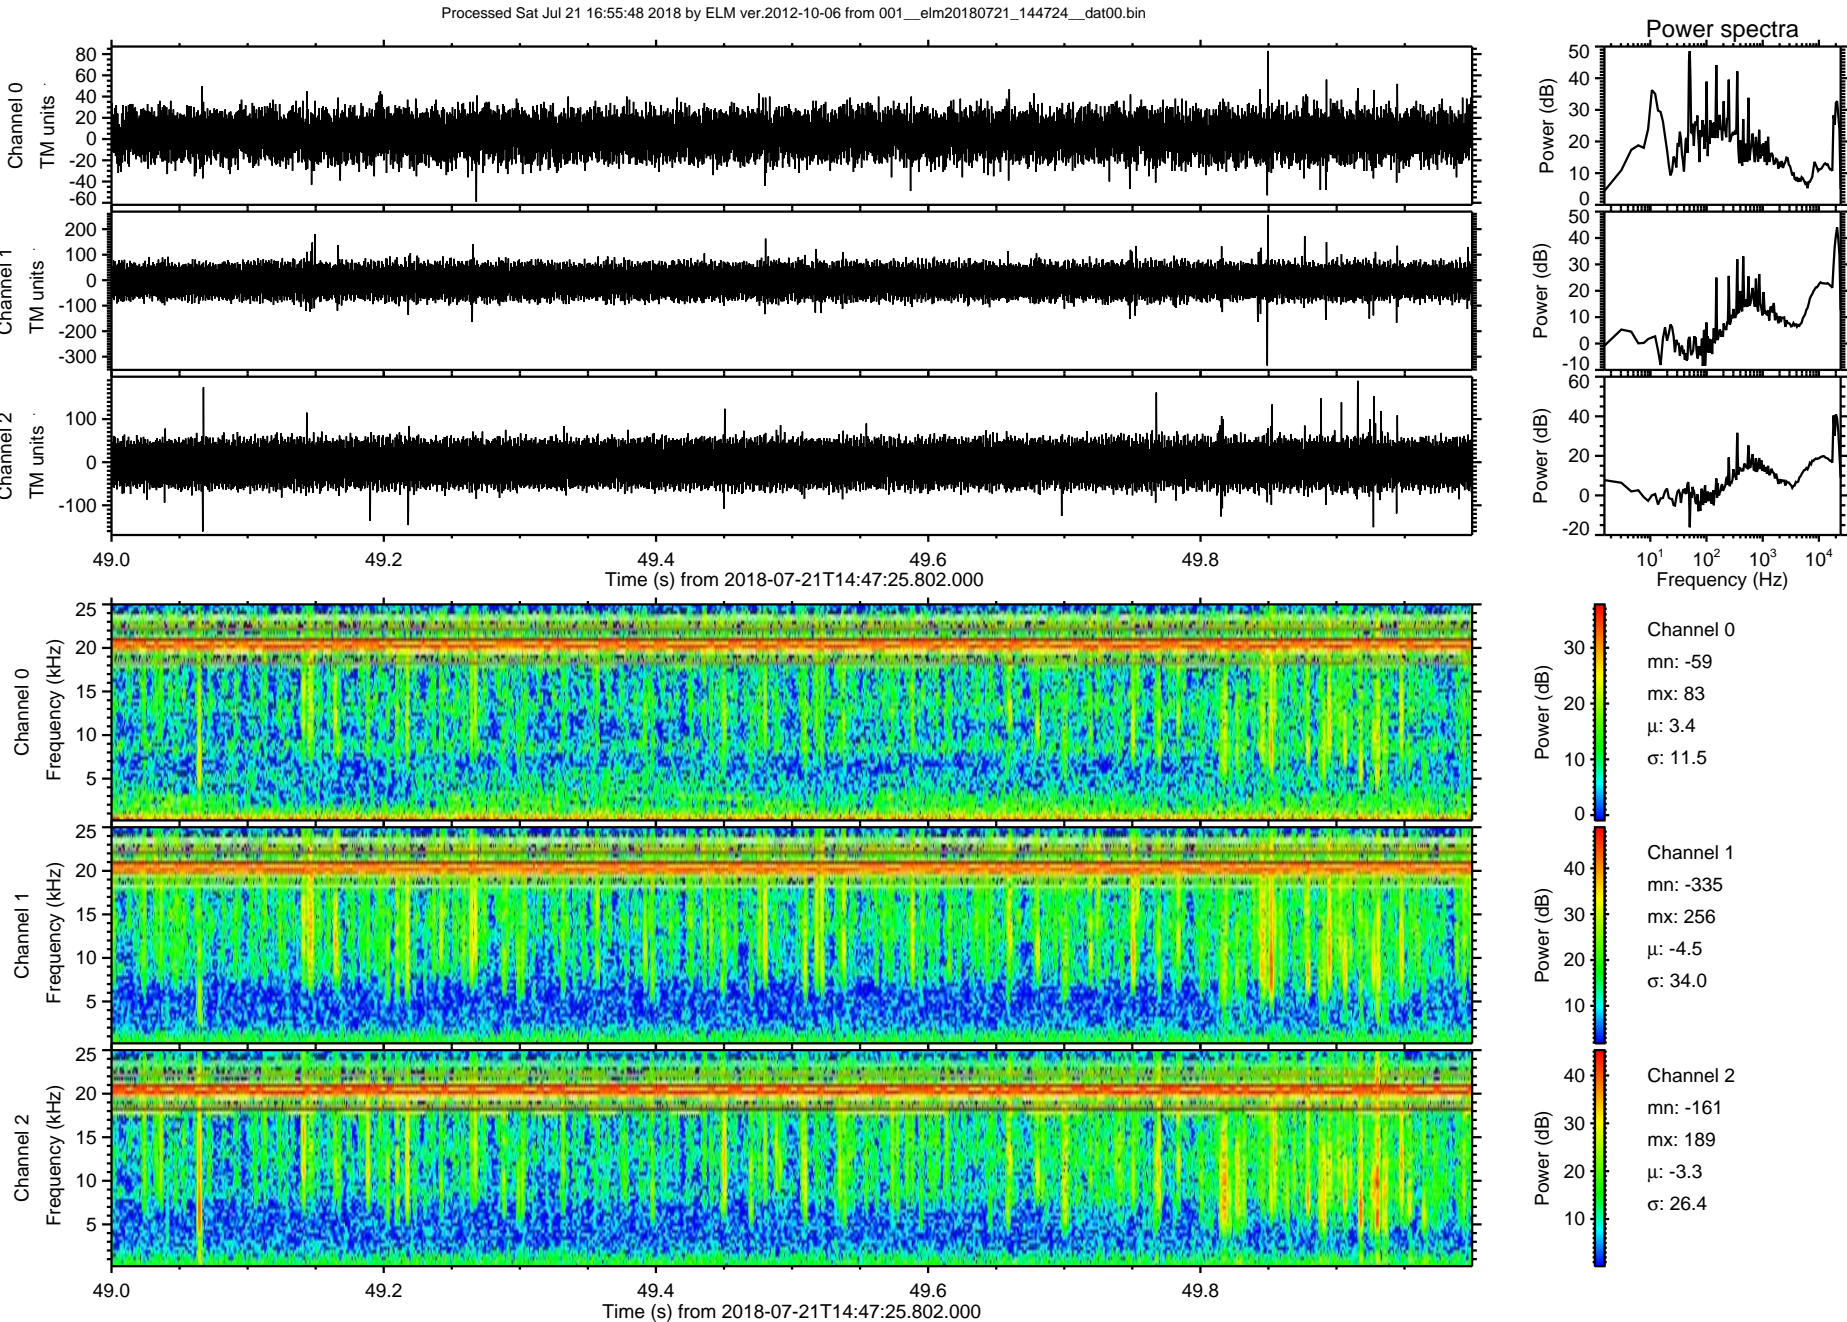 Processed Sat Jul 21 16:55:48 2018 by ELM ver.2012-10-06 from 001__elm20180721_144724__dat00.bin
Power spectra
Channel 0
TM units
80
60
40
20
0
-20
-40
-60
Power (dB)
50
40
30
20
10
0
Channel 1
TM units
200
100
0
-100
-200
-300
Power (dB)
50
40
30
20
10
0
-10
Channel 2
TM units
100
0
-100
Power (dB)
60
40
20
0
-20
49.0 49.2 49.4 49.6 49.8
Time (s) from 2018-07-21T14:47:25.802.000
10¹ 10² 10³ 10⁴
Frequency (Hz)
Channel 0
Frequency (kHz)
25
20
15
10
5
Power (dB)
30
20
10
0
Channel 0
mn: -59
mx: 83
μ: 3.4
σ: 11.5
Channel 1
Frequency (kHz)
25
20
15
10
5
Power (dB)
40
30
20
10
Channel 1
mn: -335
mx: 256
μ: -4.5
σ: 34.0
Channel 2
Frequency (kHz)
25
20
15
10
5
Power (dB)
40
30
20
10
Channel 2
mn: -161
mx: 189
μ: -3.3
σ: 26.4
49.0 49.2 49.4 49.6 49.8
Time (s) from 2018-07-21T14:47:25.802.000